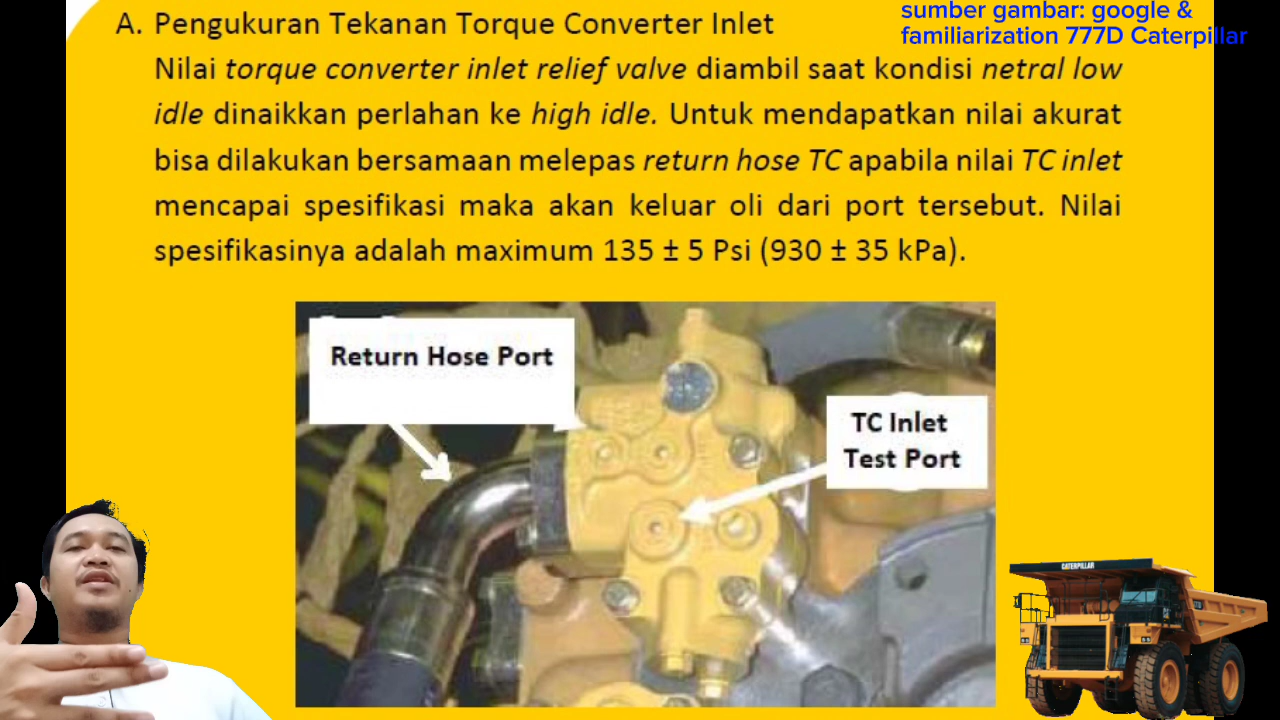 A. Pengukuran Tekanan Torque Converter Inlet
sumber gambar: google &
familiarization 777D Caterpillar
Nilai torque converter inlet relief valve diambil saat kondisi netral low
idle dinaikkan perlahan ke high idle. Untuk mendapatkan nilai akurat
bisa dilakukan bersamaan melepas return hose TC apabila nilai TC inlet
mencapai spesifikasi maka akan keluar oli dari port tersebut. Nilai
spesifikasinya adalah maximum 135 ± 5 Psi (930 ± 35 kPa).
Return Hose Port
TC Inlet
Test Port
CATERPILLAR